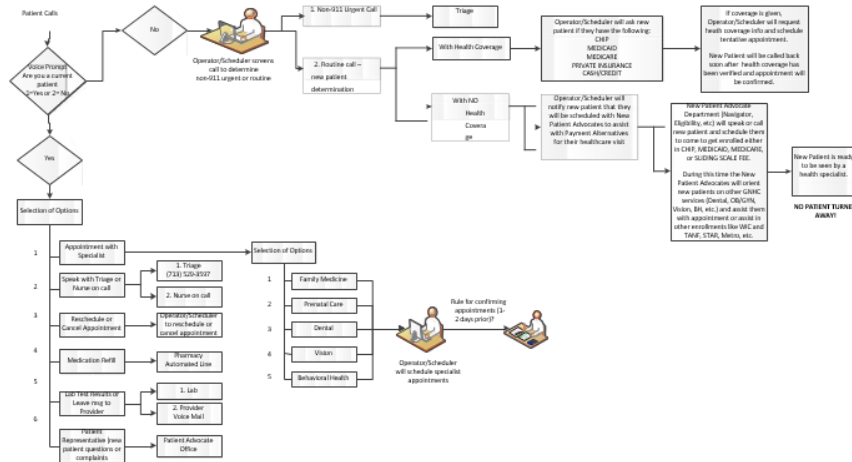 Patient Calls
Voice Prompt
Are you a current
patient
1=Yes or 2= No
No
Operator/Scheduler screens
call to determine
non-911 urgent or routine
1. Non-911 Urgent Call
Triage
2. Routine call –
new patient
determination
With Health Coverage
Operator/Scheduler will ask new
patient if they have the following:
CHIP
MEDICAID
MEDICARE
PRIVATE INSURANCE
CASH/CREDIT
If coverage is given,
Operator/Scheduler will request
heath coverage info and schedule
tentative appointment.
New Patient will be called back
soon after health coverage has
been verified and appointment will
be confirmed.
With NO
Health
Covera
ge
Operator/Scheduler will
notify new patient that they
will be scheduled with New
Patient Advocates to assist
with Payment Alternatives
for their healthcare visit
New Patient Advocate
Department (Navigator,
Eligibility, etc) will speak or call
new patient and schedule them
to come to get enrolled either
in CHIP, MEDICAID, MEDICARE,
or SLIDING SCALE FEE.
During this time the New
Patient Advocates will orient
new patients on other GNHC
services (Dental, OB/GYN,
Vision, BH, etc.) and assist them
with appointment or assist in
other enrollments like WIC and
TANF, STAR, Metro, etc.
New Patient is ready
to be seen by a
health specialist.
NO PATIENT TURNE
AWAY!
Yes
Selection of Options
1
Appointment with
Specialist
2
Speak with Triage or
Nurse on call
1. Triage
(713) 529-3597
2. Nurse on call
3
Reschedule or
Cancel Appointment
Operator/Scheduler
to reschedule or
cancel appointment
4
Medication Refill
Pharmacy
Automated Line
5
Lab Test Results or
Leave msg to
Provider
1. Lab
2. Provider
Voice Mail
6
Patient
Representative (new
patient questions or
complaints
Patient Advocate
Office
Selection of Options
1
Family Medicine
2
Prenatal Care
3
Dental
4
Vision
5
Behavioral Health
Operator/Scheduler
will schedule specialist
appointments
Rule for confirming
appointments (1-
2 days prior)?